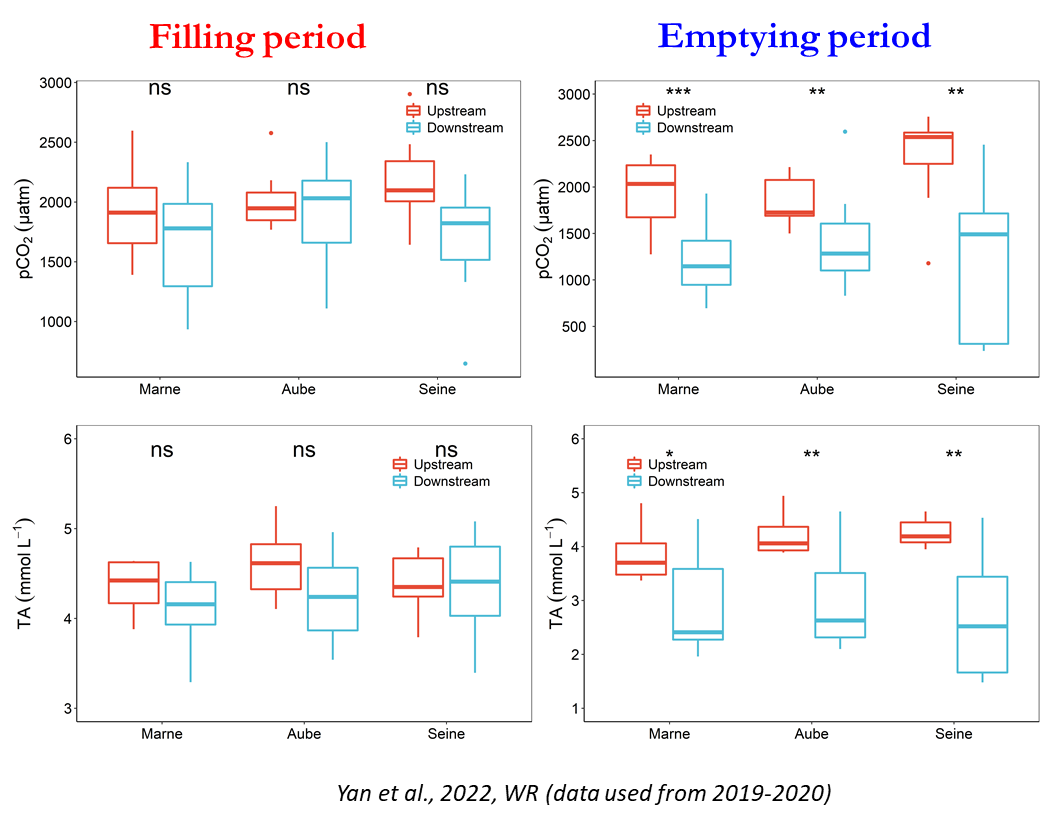 Filling period
Emptying period
3000
2500
2000
1500
1000
pCO₂ (µatm)
ns
ns
ns
Upstream
Downstream
Marne
Aube
Seine
3000
2500
2000
1500
1000
500
pCO₂ (µatm)
***
**
**
Upstream
Downstream
Marne
Aube
Seine
6
5
4
3
TA (mmol L⁻¹)
ns
ns
ns
Upstream
Downstream
Marne
Aube
Seine
6
5
4
3
2
1
TA (mmol L⁻¹)
*
**
**
Upstream
Downstream
Marne
Aube
Seine
Yan et al., 2022, WR (data used from 2019-2020)